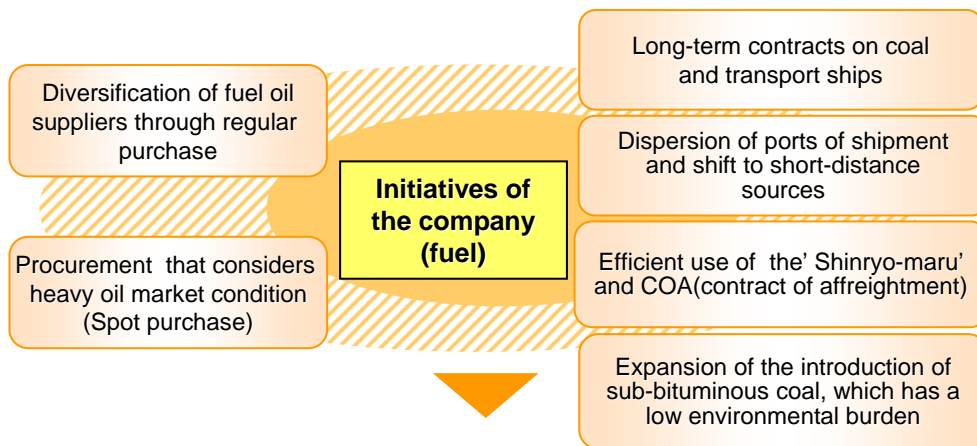 Diversification of fuel oil
suppliers through regular
purchase
Procurement  that considers
heavy oil market condition
(Spot purchase)
Initiatives of
the company
(fuel)
Long-term contracts on coal
and transport ships
Dispersion of ports of shipment
and shift to short-distance
sources
Efficient use of  the' Shinryo-maru'
and COA(contract of affreightment)
Expansion of the introduction of
sub-bituminous coal, which has a
low environmental burden